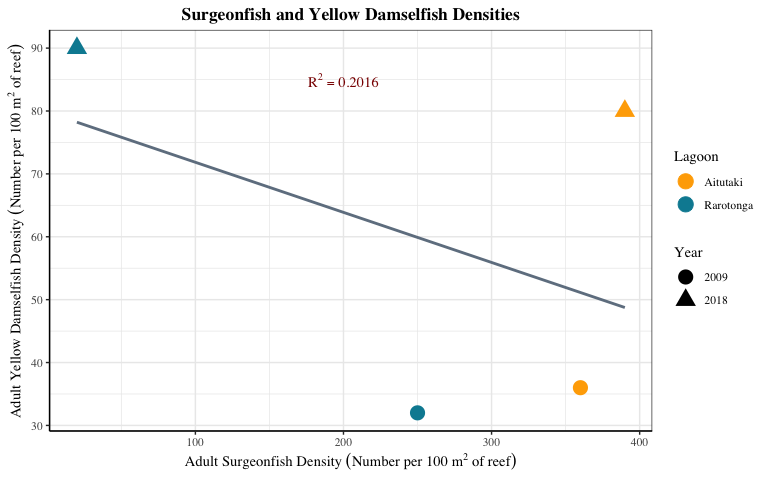 Surgeonfish and Yellow Damselfish Densities
Adult Yellow Damselfish Density (Number per 100 m² of reef)
90
80
70
60
50
40
30
R² = 0.2016
100
200
300
400
Adult Surgeonfish Density (Number per 100 m² of reef)
Lagoon
Aitutaki
Rarotonga
Year
2009
2018